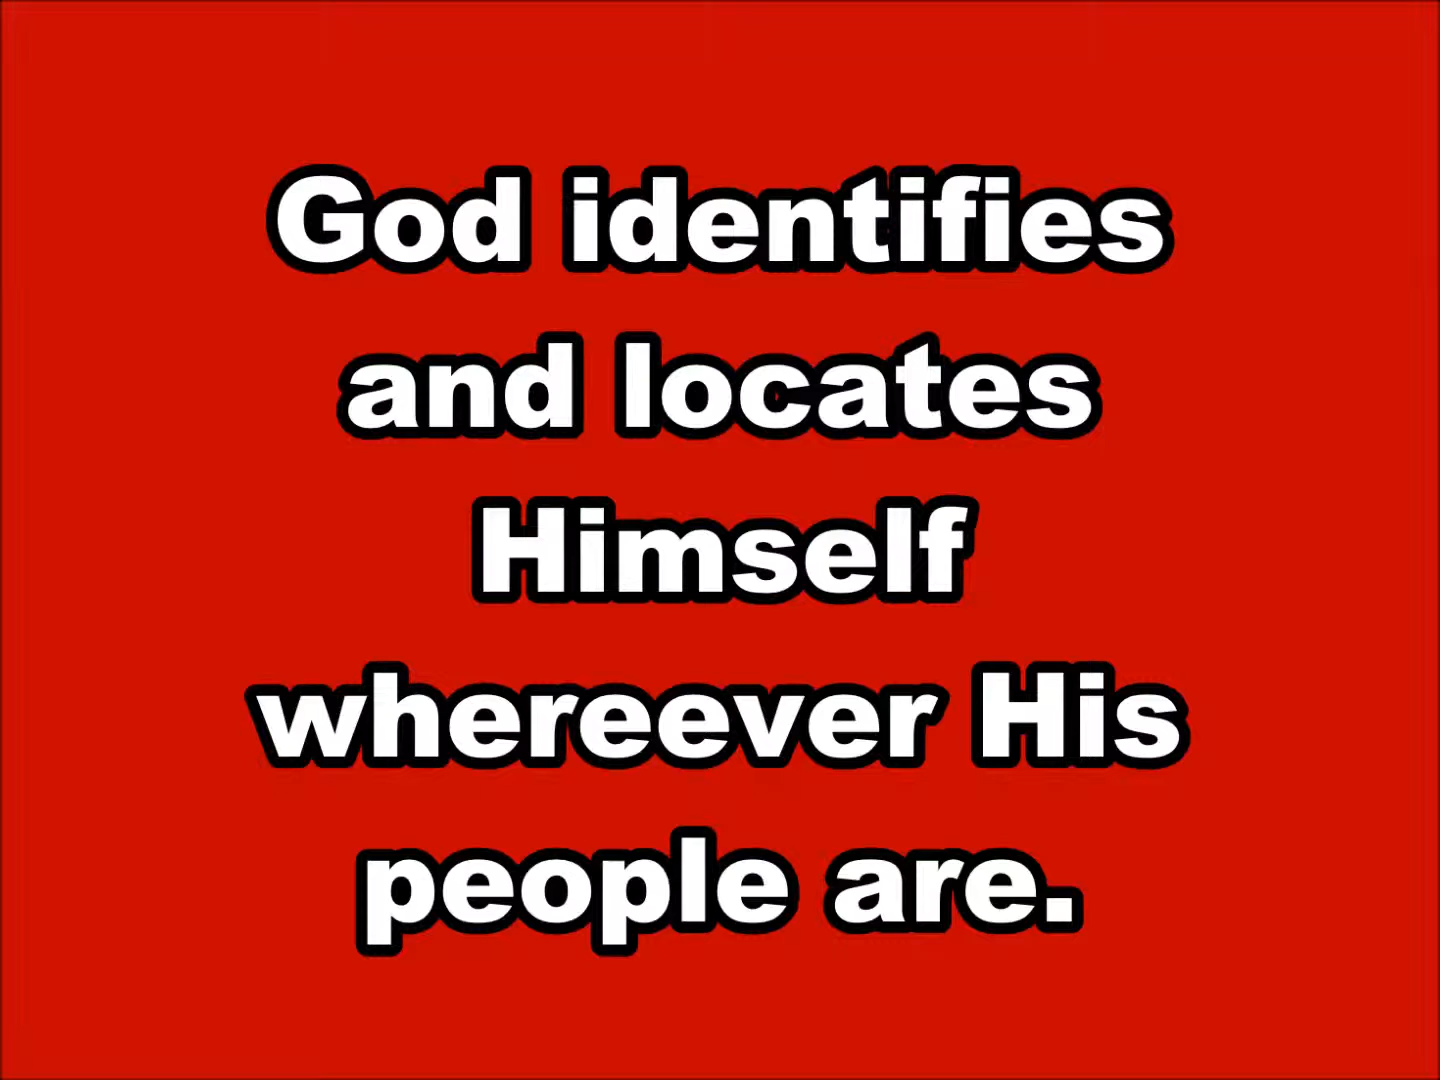 God identifies
and locates
Himself
whereever His
people are.